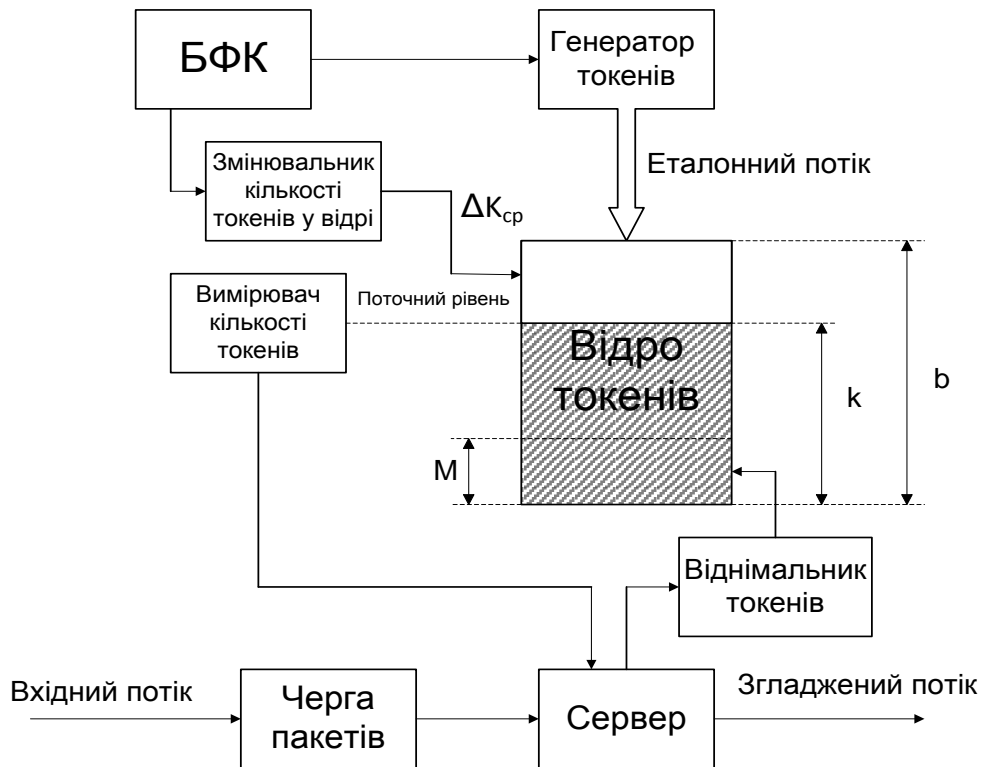 БФК
Генератор
токенів
Змінювальник
кількості
токенів у відрі
Еталонний потік
ΔK_ср
Вимірювач
кількості
токенів
Поточний рівень
Відро
токенів
b
k
M
Віднімальник
токенів
Вхідний потік
Черга
пакетів
Сервер
Згладжений потік